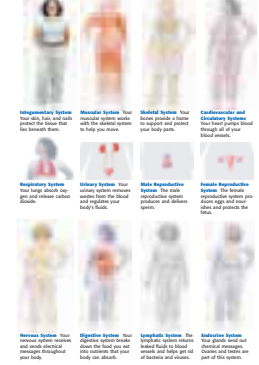 Integumentary System Your skin, hair, and nails protect the tissue that lies beneath them.
Muscular System Your muscular system works with the skeletal system to help you move.
Skeletal System Your bones provide a frame to support and protect your body parts.
Cardiovascular and Circulatory Systems Your heart pumps blood through all of your blood vessels.
Respiratory System Your lungs absorb oxygen and release carbon dioxide.
Urinary System Your urinary system removes wastes from the blood and regulates your body's fluids.
Male Reproductive System The male reproductive system produces and delivers sperm.
Female Reproductive System The female reproductive system produces eggs and nourishes and protects the fetus.
Nervous System Your nervous system receives and sends electrical messages throughout your body.
Digestive System Your digestive system breaks down the food you eat into nutrients that your body can absorb.
Lymphatic System The lymphatic system returns leaked fluids to blood vessels and helps get rid of bacteria and viruses.
Endocrine System Your glands send out chemical messages. Ovaries and testes are part of this system.